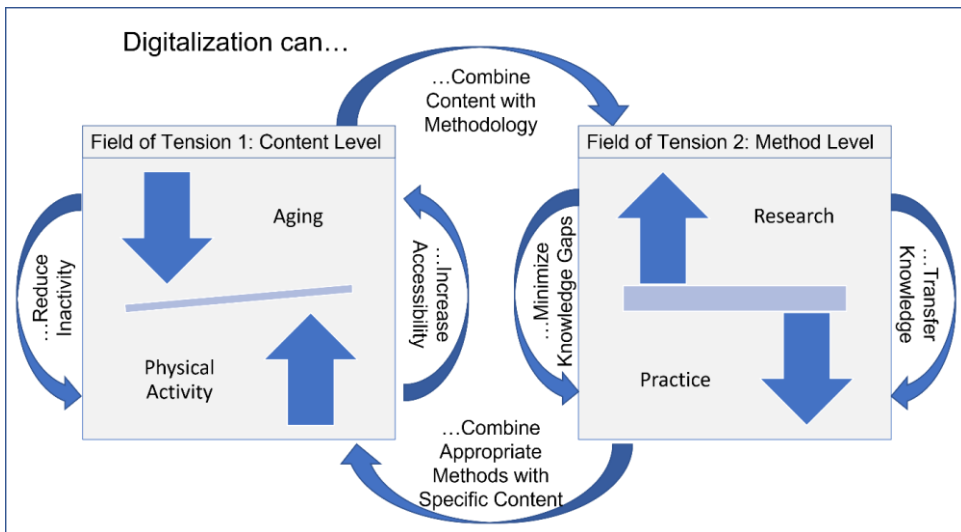 Digitalization can…
…Combine
Content with
Methodology
Field of Tension 1: Content Level
Aging
Physical
Activity
…Reduce
Inactivity
…Increase
Accessibility
Field of Tension 2: Method Level
Research
Practice
…Minimize
Knowledge Gaps
…Transfer
Knowledge
…Combine
Appropriate
Methods with
Specific Content